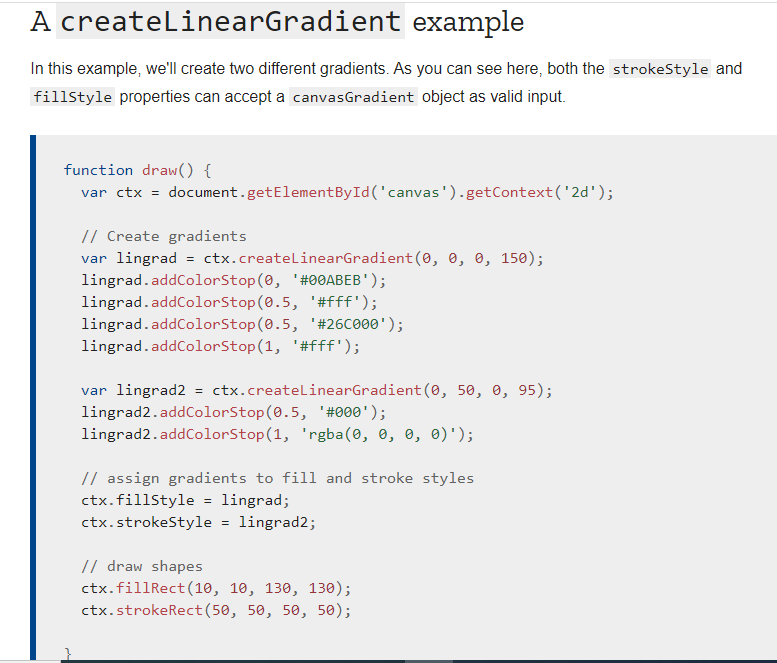 A createLinearGradient example
In this example, we'll create two different gradients. As you can see here, both the strokeStyle and
fillStyle properties can accept a canvasGradient object as valid input.
function draw() {
  var ctx = document.getElementById('canvas').getContext('2d');

  // Create gradients
  var lingrad = ctx.createLinearGradient(0, 0, 0, 150);
  lingrad.addColorStop(0, '#00ABEB');
  lingrad.addColorStop(0.5, '#fff');
  lingrad.addColorStop(0.5, '#26C000');
  lingrad.addColorStop(1, '#fff');

  var lingrad2 = ctx.createLinearGradient(0, 50, 0, 95);
  lingrad2.addColorStop(0.5, '#000');
  lingrad2.addColorStop(1, 'rgba(0, 0, 0, 0)');

  // assign gradients to fill and stroke styles
  ctx.fillStyle = lingrad;
  ctx.strokeStyle = lingrad2;

  // draw shapes
  ctx.fillRect(10, 10, 130, 130);
  ctx.strokeRect(50, 50, 50, 50);

}